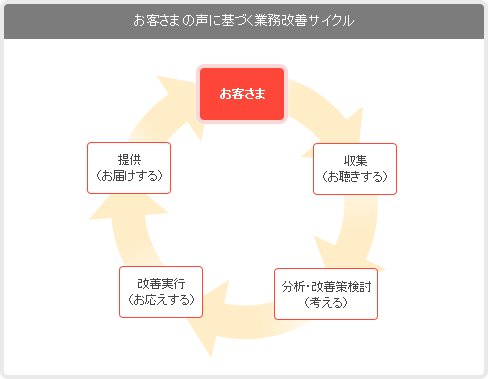 お客さまの声に基づく業務改善サイクル
お客さま
収集
（お聴きする）
分析・改善策検討
（考える）
改善実行
（お応えする）
提供
（お届けする）